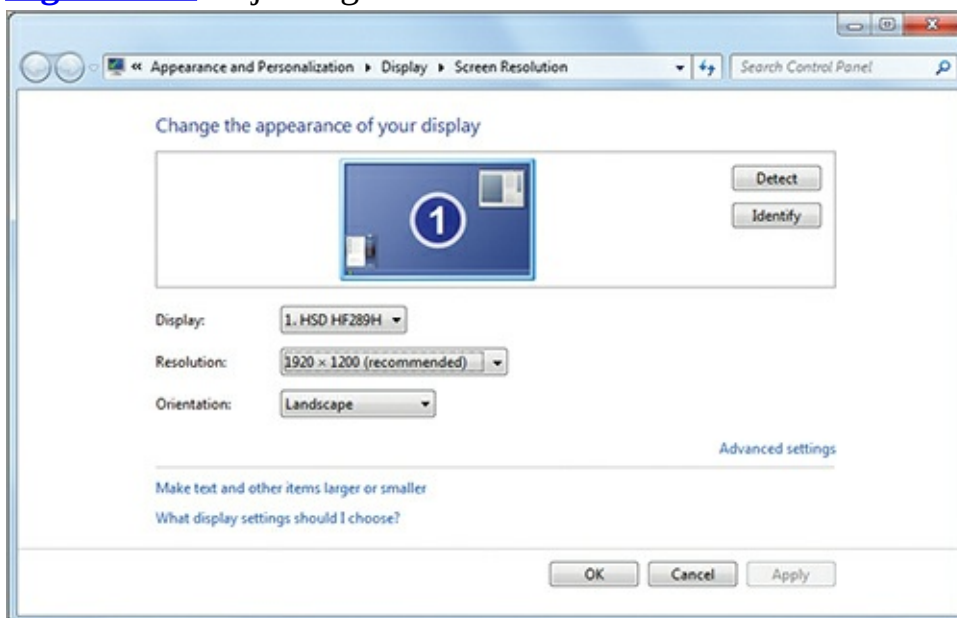 « Appearance and Personalization ▸ Display ▸ Screen Resolution
Search Control Panel
Change the appearance of your display
1
Detect
Identify
Display: 1. HSD HF289H
Resolution: 1920 × 1200 (recommended)
Orientation: Landscape
Advanced settings
Make text and other items larger or smaller
What display settings should I choose?
OK Cancel Apply